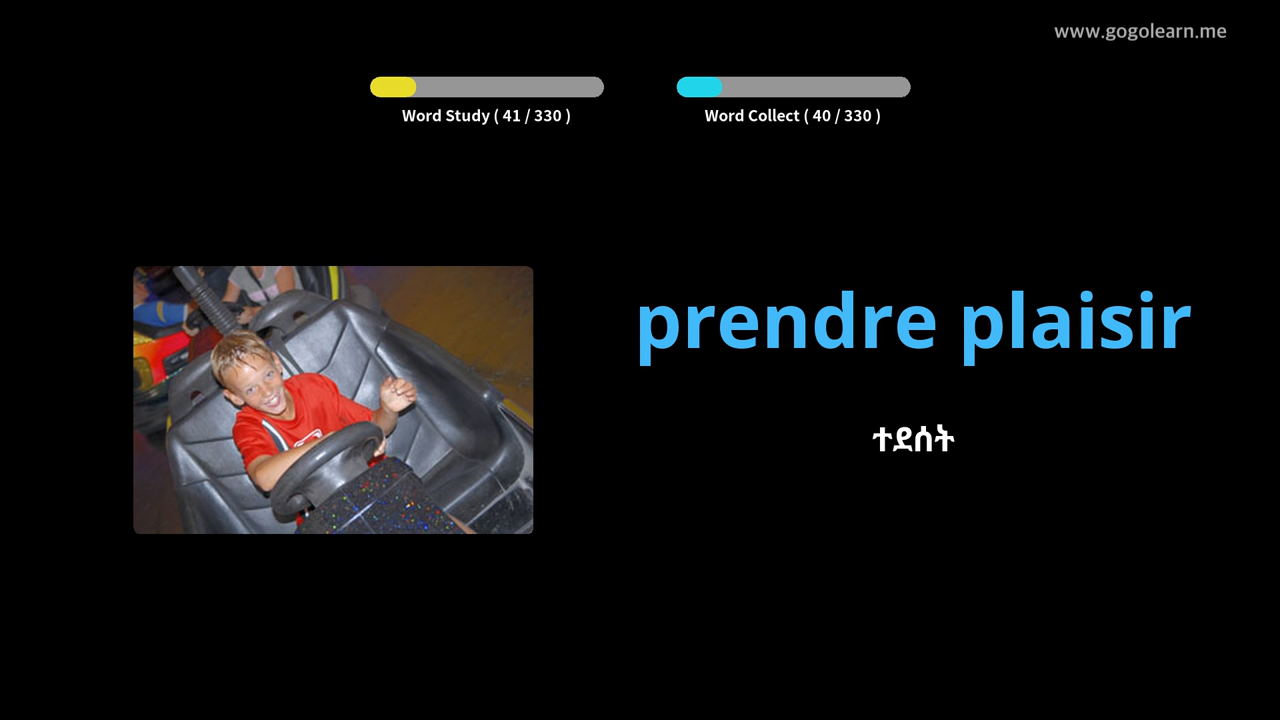 www.gogolearn.me
Word Study ( 41 / 330 )
Word Collect ( 40 / 330 )
prendre plaisir
ተደሰት